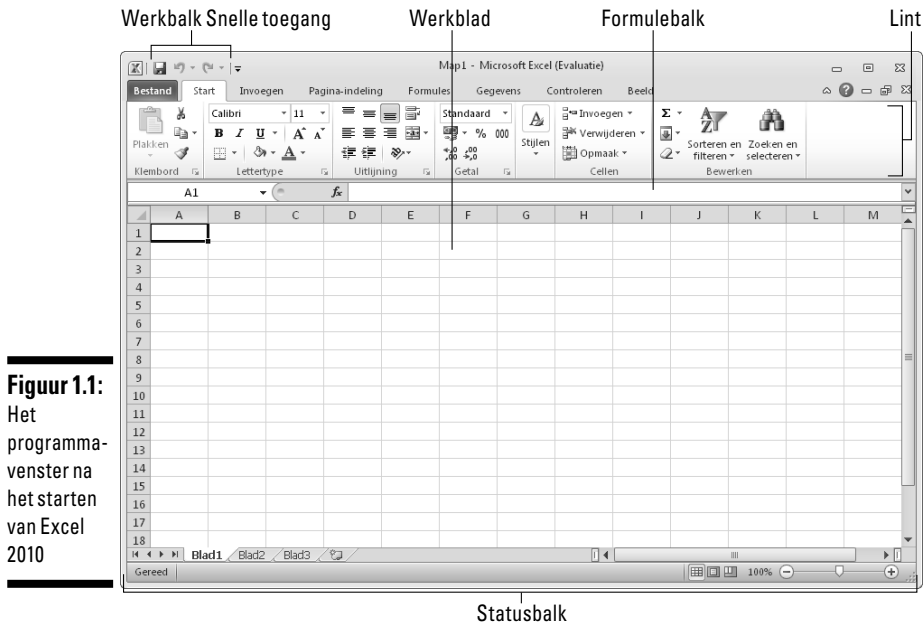 Werkbalk Snelle toegang Werkblad Formulebalk Lint
Map1 - Microsoft Excel (Evaluatie)
Bestand Start Invoegen Pagina-indeling Formules Gegevens Controleren Beeld
Calibri 11 Standaard Invoegen Σ
Plakken B I U A A % 000 Stijlen Verwijderen Sorteren en Zoeken en
A ,00 ,00 Opmaak filteren selecteren
Klembord Lettertype Uitlijning Getal Cellen Bewerken
A1 fx
A B C D E F G H I J K L M
1
2
3
4
5
6
7
8
9
10
11
12
13
14
15
16
17
18
Blad1 Blad2 Blad3
Gereed 100%
Statusbalk
Figuur 1.1:
Het
programma-
venster na
het starten
van Excel
2010